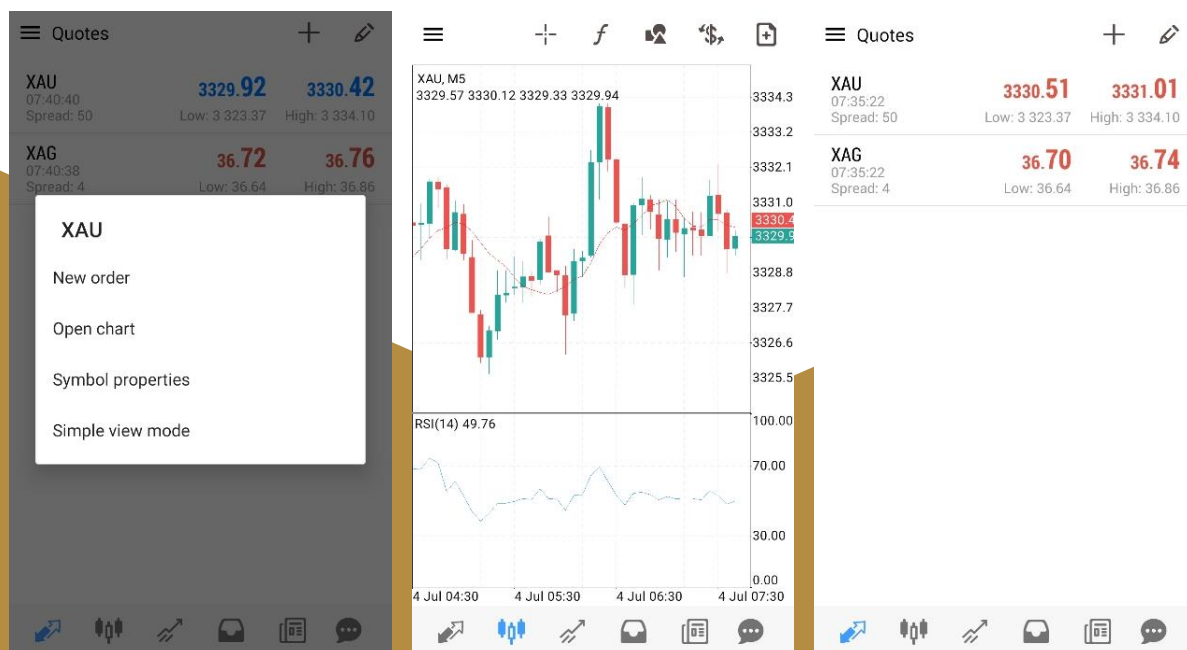 Quotes
XAU
07:40:40
Spread: 50
3329.92
3330.42
Low: 3 323.37
High: 3 334.10
XAG
07:40:38
Spread: 4
36.72
36.76
Low: 36.64
High: 36.86
XAU
New order
Open chart
Symbol properties
Simple view mode
XAU, M5
3329.57 3330.12 3329.33 3329.94
3334.3
3333.2
3332.1
3331.0
3330.4
3329.9
3328.8
3327.7
3326.6
3325.5
RSI(14) 49.76
100.00
70.00
30.00
0.00
4 Jul 04:30
4 Jul 05:30
4 Jul 06:30
4 Jul 07:30
Quotes
XAU
07:35:22
Spread: 50
3330.51
3331.01
Low: 3 323.37
High: 3 334.10
XAG
07:35:22
Spread: 4
36.70
36.74
Low: 36.64
High: 36.86